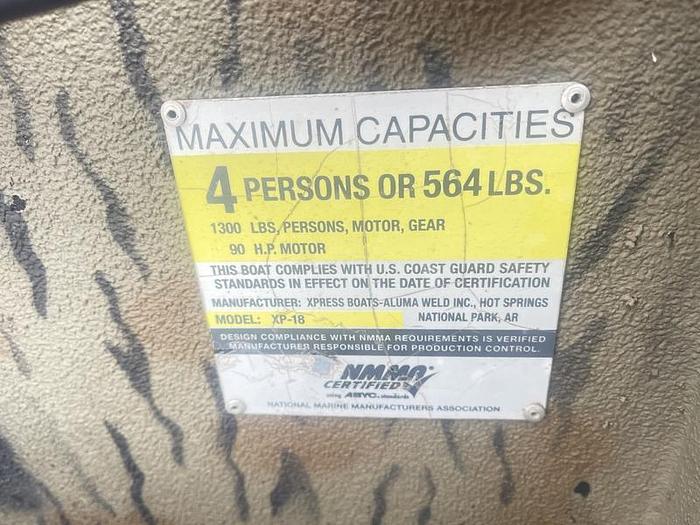 MAXIMUM CAPACITIES
4 PERSONS OR 564 LBS.
1300 LBS, PERSONS, MOTOR, GEAR
90 H.P. MOTOR
THIS BOAT COMPLIES WITH U.S. COAST GUARD SAFETY
STANDARDS IN EFFECT ON THE DATE OF CERTIFICATION
MANUFACTURER: XPRESS BOATS-ALUMA WELD INC., HOT SPRINGS
MODEL: XP-18 NATIONAL PARK, AR
DESIGN COMPLIANCE WITH NMMA REQUIREMENTS IS VERIFIED
MANUFACTURER RESPONSIBLE FOR PRODUCTION CONTROL.
NMMA
CERTIFIED
using ABYC standards
NATIONAL MARINE MANUFACTURERS ASSOCIATION